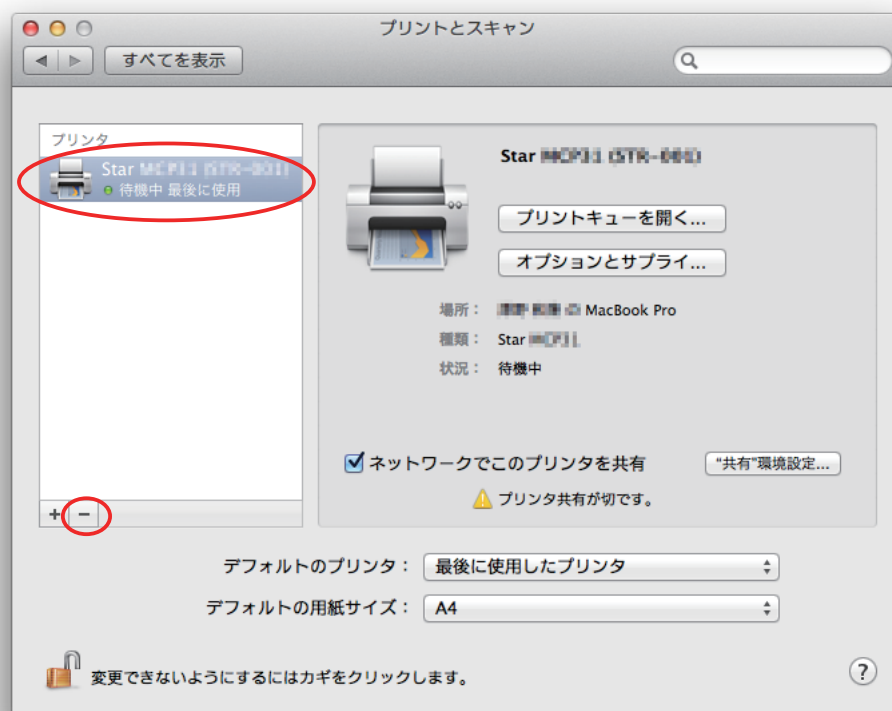 プリントとスキャン
すべてを表示
プリンタ
Star
待機中 最後に使用
Star
プリントキューを開く...
オプションとサプライ...
場所： MacBook Pro
種類： Star
状況： 待機中
ネットワークでこのプリンタを共有
“共有”環境設定...
プリンタ共有が切です。
+ −
デフォルトのプリンタ： 最後に使用したプリンタ
デフォルトの用紙サイズ： A4
変更できないようにするにはカギをクリックします。
?